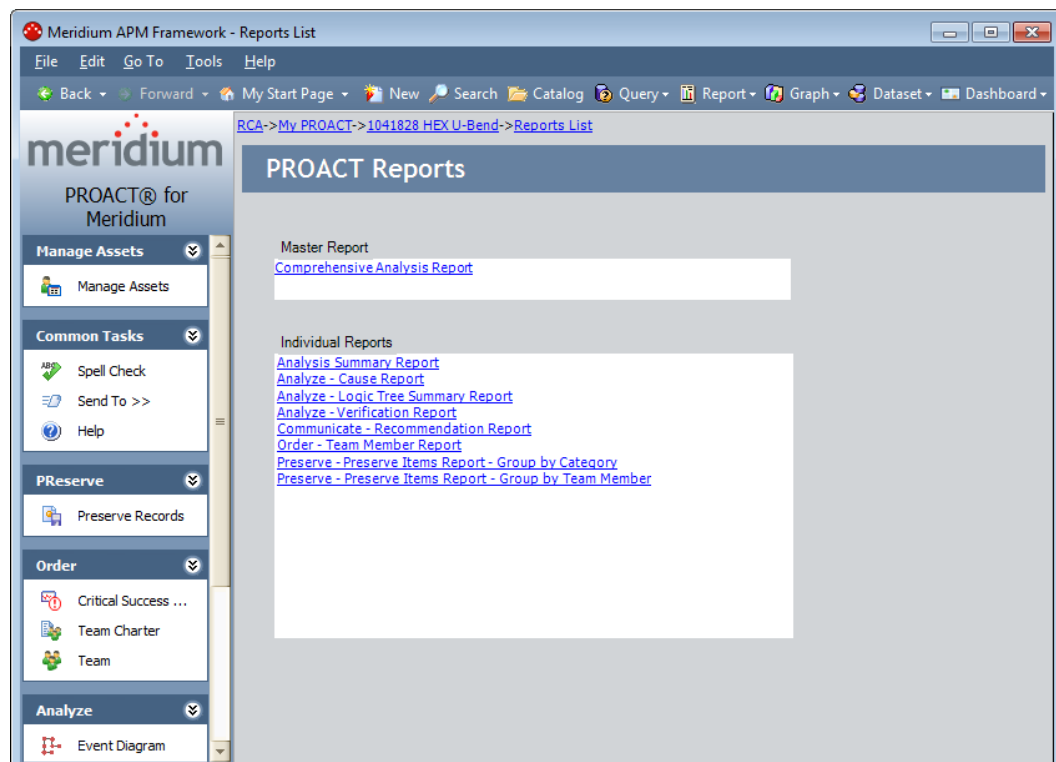 Meridium APM Framework - Reports List
File Edit Go To Tools Help
Back Forward My Start Page New Search Catalog Query Report Graph Dataset Dashboard
RCA->My PROACT->1041828 HEX U-Bend->Reports List
meridium
PROACT® for
Meridium
PROACT Reports
Manage Assets
Manage Assets
Common Tasks
ABC
Spell Check
Send To >>
Help
PReserve
Preserve Records
Order
Critical Success ...
Team Charter
Team
Analyze
Event Diagram
Master Report
Comprehensive Analysis Report
Individual Reports
Analysis Summary Report
Analyze - Cause Report
Analyze - Logic Tree Summary Report
Analyze - Verification Report
Communicate - Recommendation Report
Order - Team Member Report
Preserve - Preserve Items Report - Group by Category
Preserve - Preserve Items Report - Group by Team Member